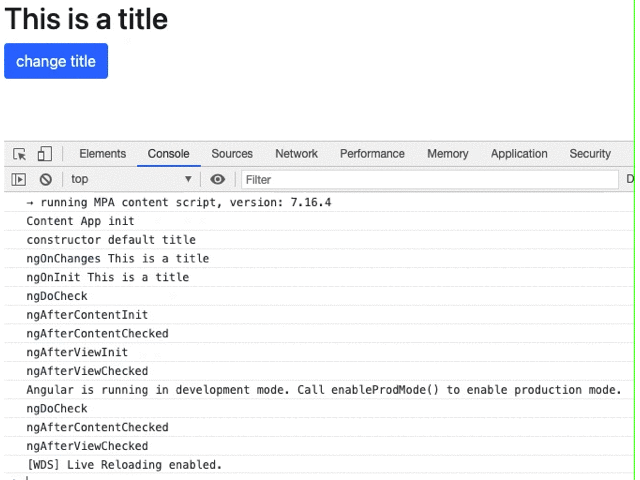 This is a title
change title
Elements Console Sources Network Performance Memory Application Security
top ▼ Filter D
→ running MPA content script, version: 7.16.4
Content App init
constructor default title
ngOnChanges This is a title
ngOnInit This is a title
ngDoCheck
ngAfterContentInit
ngAfterContentChecked
ngAfterViewInit
ngAfterViewChecked
Angular is running in development mode. Call enableProdMode() to enable production mode.
ngDoCheck
ngAfterContentChecked
ngAfterViewChecked
[WDS] Live Reloading enabled.